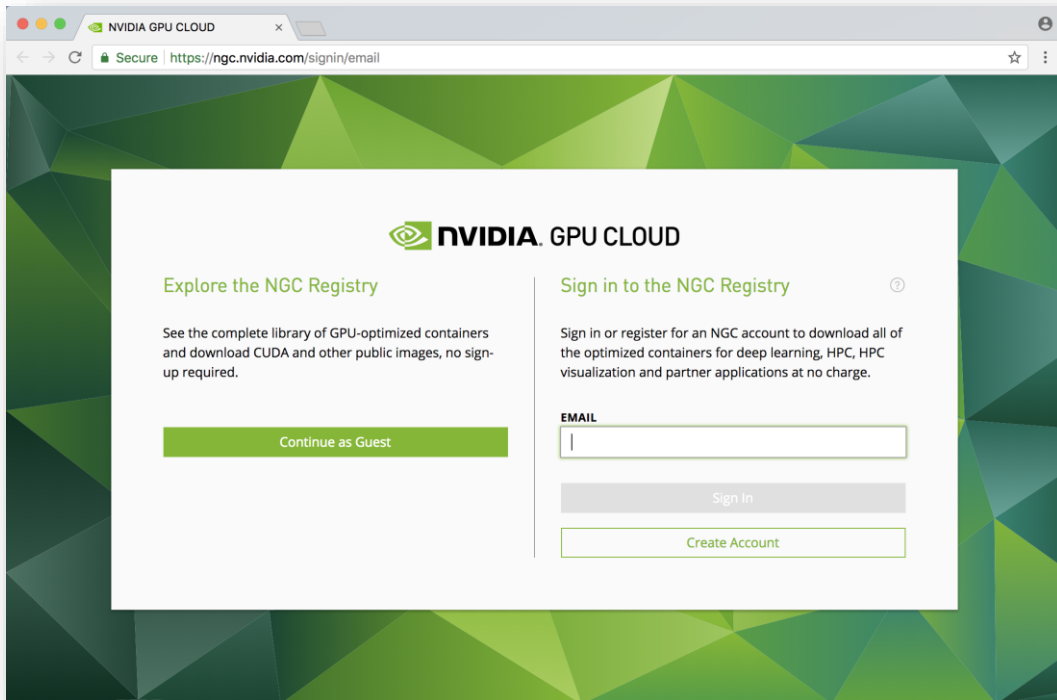 NVIDIA GPU CLOUD
Secure
https://ngc.nvidia.com/signin/email
NVIDIA. GPU CLOUD
Explore the NGC Registry
See the complete library of GPU-optimized containers
and download CUDA and other public images, no sign-
up required.
Continue as Guest
Sign in to the NGC Registry
?
Sign in or register for an NGC account to download all of
the optimized containers for deep learning, HPC, HPC
visualization and partner applications at no charge.
EMAIL
Sign In
Create Account